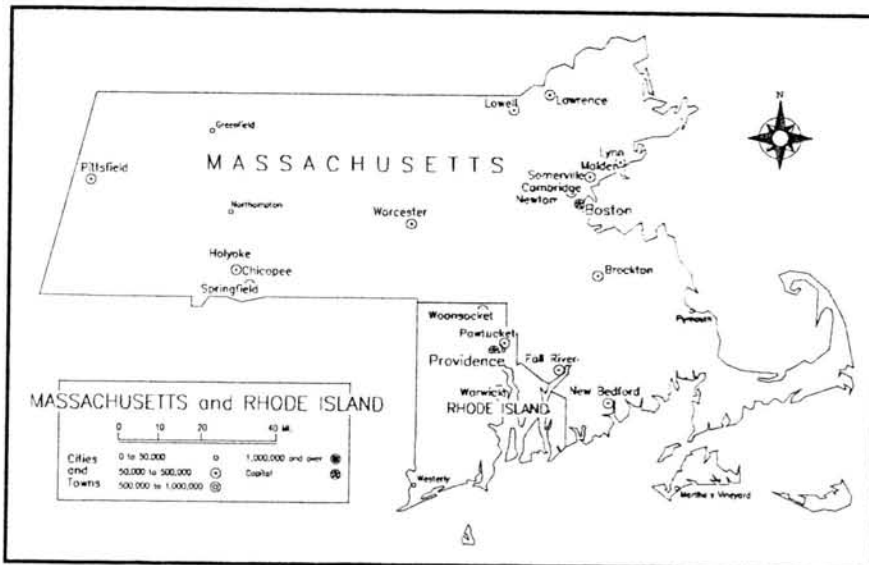 N
Lowell
Lawrence
Greenfield
MASSACHUSETTS
Lynn
Malden
Pittsfield
Somerville
Cambridge
Newton
Boston
Northampton
Worcester
Holyoke
Chicopee
Springfield
Brockton
Plymouth
Woonsocket
Pawtucket
Providence
Fall River
Warwick
New Bedford
RHODE ISLAND
Westerly
Martha's Vineyard
MASSACHUSETTS and RHODE ISLAND
0 10 20 30 40 Mi.
Cities and Towns
0 to 50,000
50,000 to 500,000
500,000 to 1,000,000
1,000,000 and over
Capital